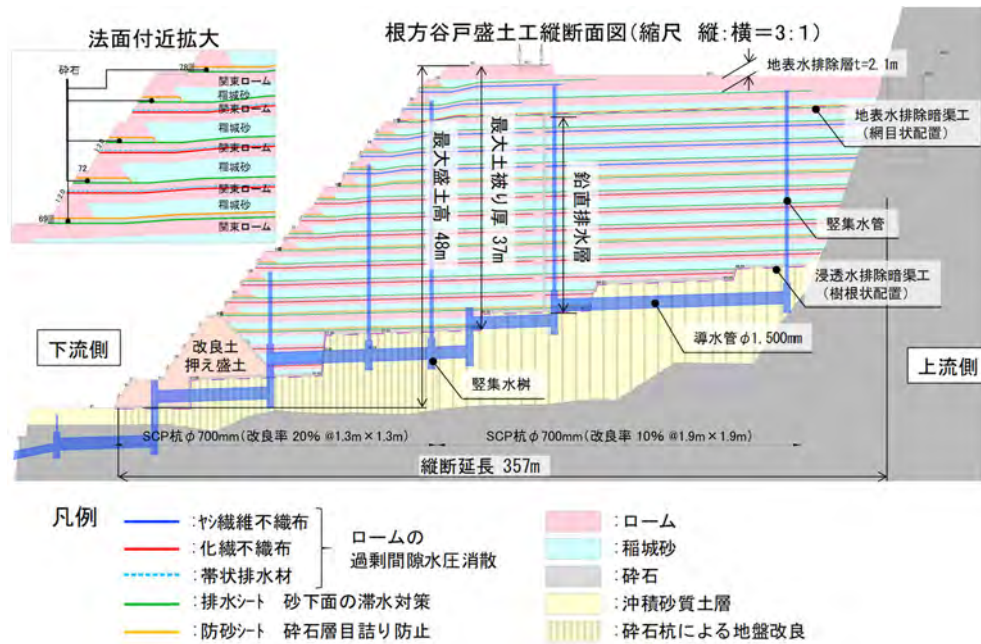 法面付近拡大
根方谷戸盛土工縦断面図(縮尺 縦:横=3:1)
砕石
関東ローム
稲城砂
関東ローム
稲城砂
関東ローム
稲城砂
関東ローム
稲城砂
関東ローム
72
69
地表水排除層t=2.1m
地表水排除暗渠工
(網目状配置)
最大盛土高 48m
最大土被り厚 37m
鉛直排水層
竪集水管
浸透水排除暗渠工
(樹根状配置)
導水管φ1,500mm
竪集水桝
改良土
押え盛土
下流側
上流側
SCP杭φ700mm(改良率 20% @1.3m×1.3m)
SCP杭φ700mm(改良率 10% @1.9m×1.9m)
縦断延長 357m
凡例
:ヤシ繊維不織布
:化繊不織布
:帯状排水材
ロームの
過剰間隙水圧消散
:排水シート 砂下面の滞水対策
:防砂シート 砕石層目詰り防止
:ローム
:稲城砂
:砕石
:沖積砂質土層
:砕石杭による地盤改良